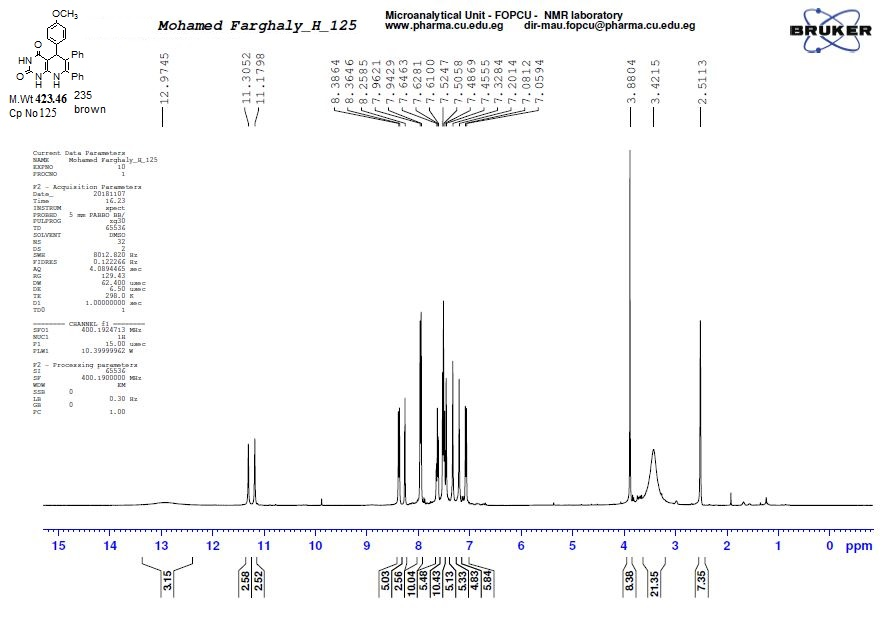 OCH3
Mohamed Farghaly_H_125
Microanalytical Unit - FOPCU - NMR laboratory
www.pharma.cu.edu.eg dir-mau.fopcu@pharma.cu.edu.eg
BRUKER
O
Ph
HN
O
N
H
N
H
Ph
M.Wt 423.46
235
Cp No 125
brown
12.9745
11.3052
11.1798
8.3864
8.3646
8.2585
7.9621
7.9429
7.6463
7.6281
7.6100
7.5247
7.5058
7.4869
7.4555
7.3284
7.2014
7.0812
7.0594
3.8804
3.4215
2.5113
Current Data Parameters
NAME Mohamed Farghaly_H_125
EXPNO 10
PROCNO 1
F2 - Acquisition Parameters
Date_ 20181107
Time 16.23
INSTRUM spect
PROBHD 5 mm PABBO BB/
PULPROG zg30
TD 65536
SOLVENT DMSO
NS 32
DS 2
SWH 8012.820 Hz
FIDRES 0.122266 Hz
AQ 4.0894465 sec
RG 129.43
DW 62.400 usec
DE 6.50 usec
TE 298.0 K
D1 1.00000000 sec
TD0 1
======== CHANNEL f1 ========
SFO1 400.1924713 MHz
NUC1 1H
P1 15.00 usec
PLW1 10.39999962 W
F2 - Processing parameters
SI 65536
SF 400.1900000 MHz
WDW EM
SSB 0
LB 0.30 Hz
GB 0
PC 1.00
15 14 13 12 11 10 9 8 7 6 5 4 3 2 1 0 ppm
3.15
2.58
2.52
5.03
2.56
10.04
5.48
10.43
5.13
5.33
4.83
5.84
8.38
21.35
7.35